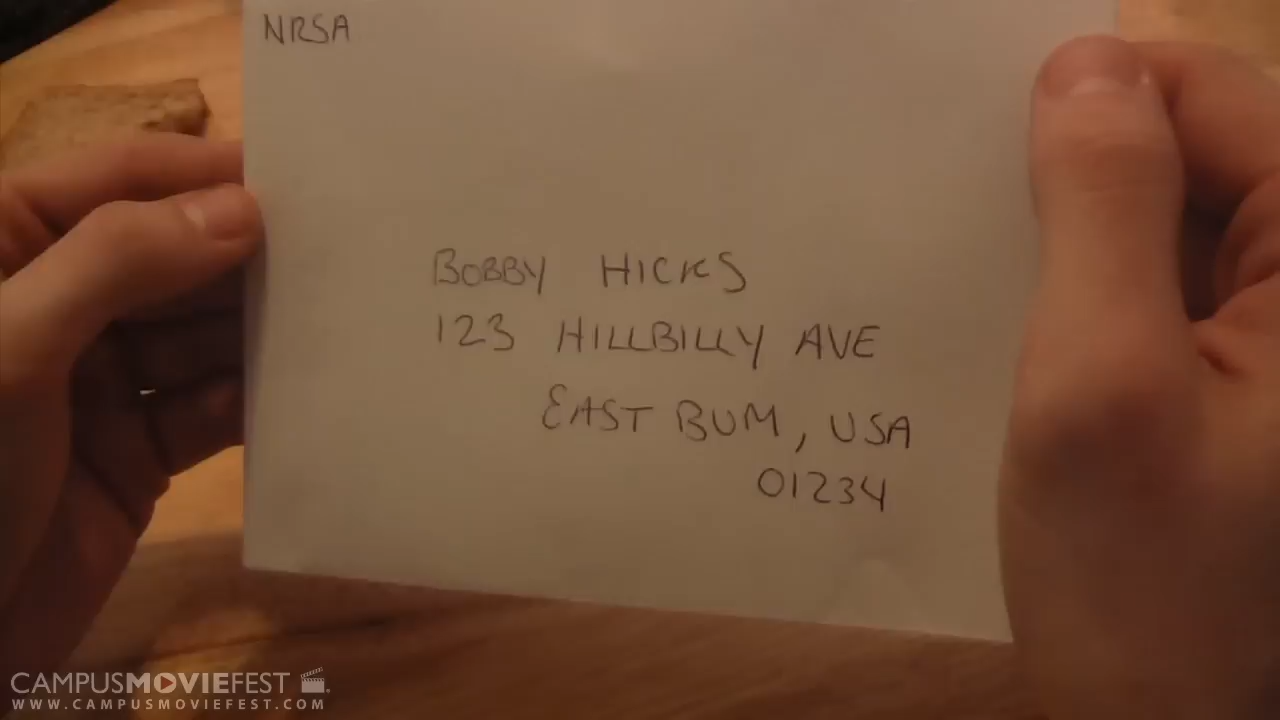 NRSA
BOBBY HICKS
123 HILLBILLY AVE
EAST BUM, USA
01234
CAMPUSMOVIEFEST
WWW.CAMPUSMOVIEFEST.COM